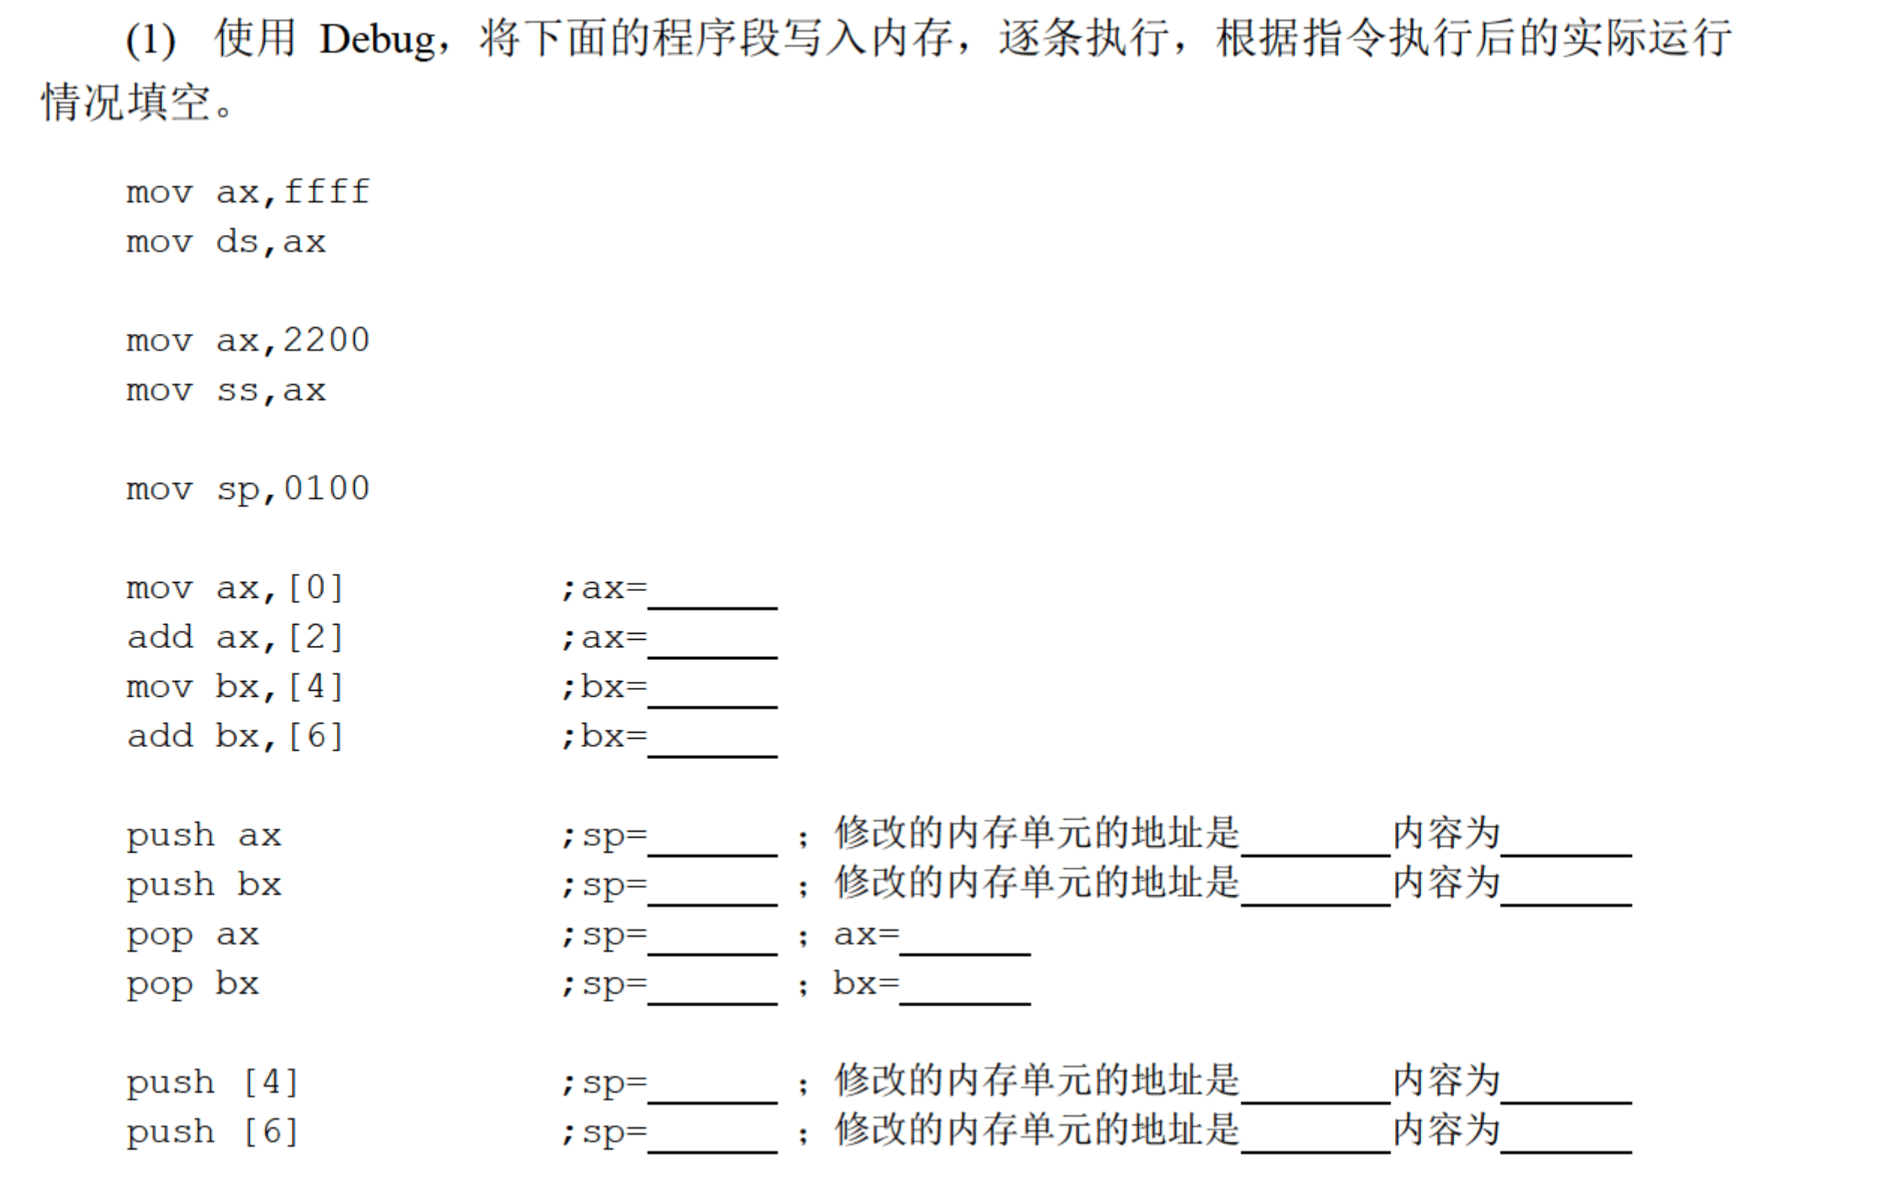 (1) 使用 Debug，将下面的程序段写入内存，逐条执行，根据指令执行后的实际运行
情况填空。
mov ax,ffff
mov ds,ax
mov ax,2200
mov ss,ax
mov sp,0100
mov ax,[0] ;ax=______
add ax,[2] ;ax=______
mov bx,[4] ;bx=______
add bx,[6] ;bx=______
push ax ;sp=______ ；修改的内存单元的地址是______内容为______
push bx ;sp=______ ；修改的内存单元的地址是______内容为______
pop ax ;sp=______ ；ax=______
pop bx ;sp=______ ；bx=______
push [4] ;sp=______ ；修改的内存单元的地址是______内容为______
push [6] ;sp=______ ；修改的内存单元的地址是______内容为______